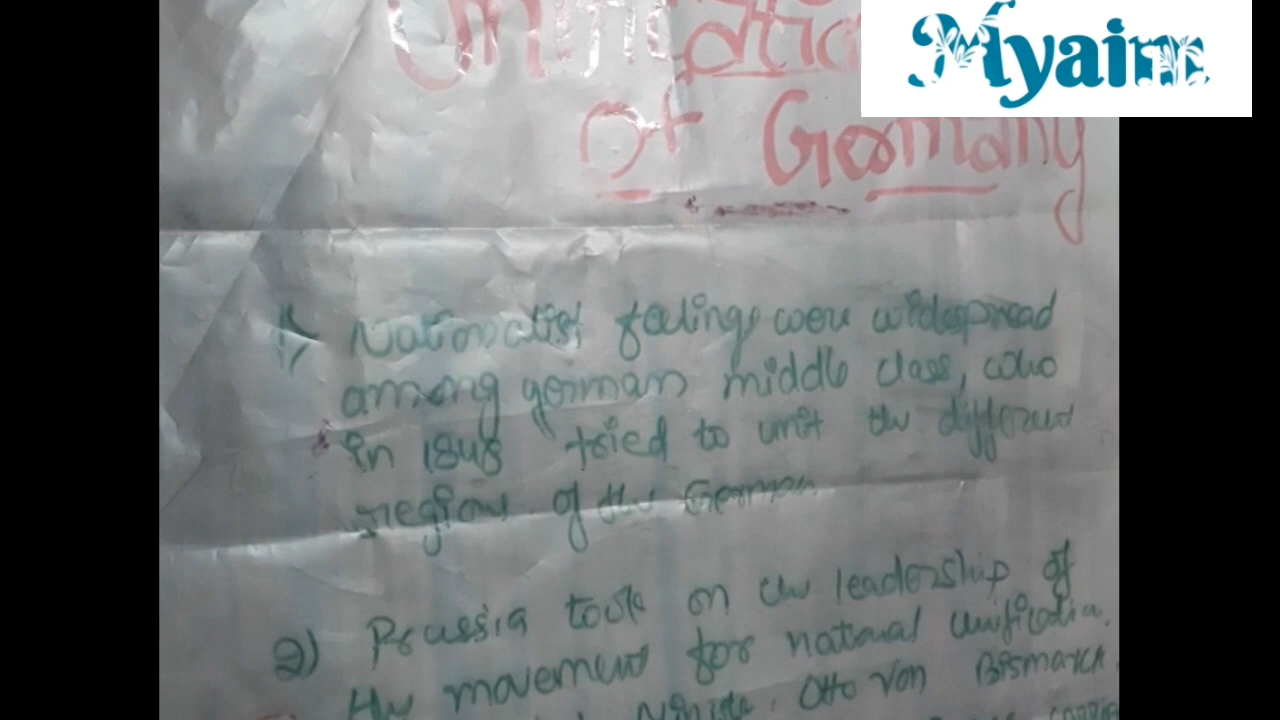 Myaim
Unification
of Germany
1) Nationalist feelings were widespread
among german middle class, who
in 1848 tried to unit the different
regions of the German
2) Prussia took on the leadership of
the movement for national unification.
Otto Von Bismarck